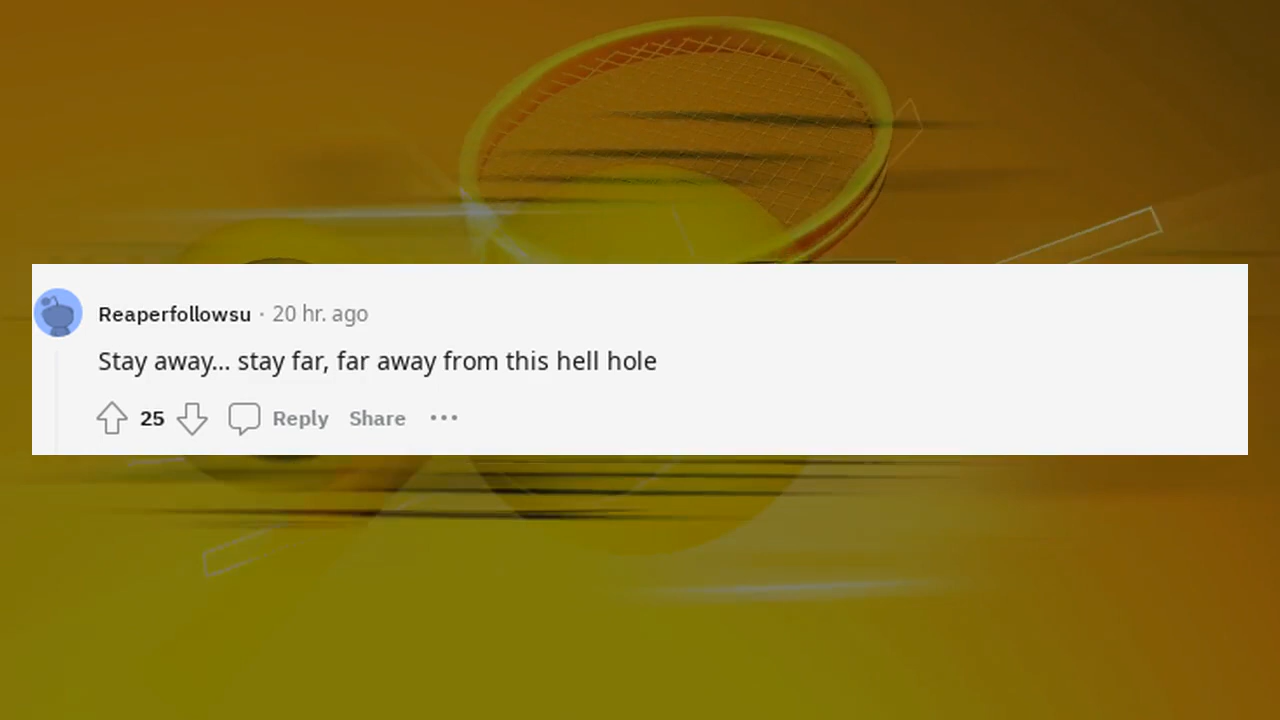 Reaperfollowsu · 20 hr. ago
Stay away... stay far, far away from this hell hole
25 Reply Share ···